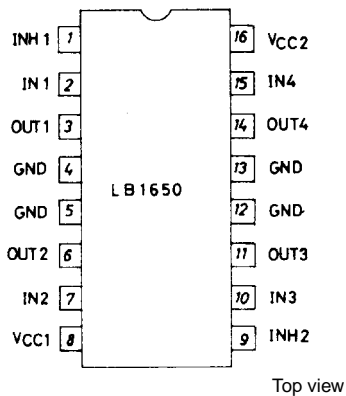 INH 1 1 16 VCC2
IN 1 2 15 IN4
OUT1 3 14 OUT4
GND 4 13 GND
LB1650
GND 5 12 GND
OUT2 6 11 OUT3
IN2 7 10 IN3
VCC1 8 9 INH2
Top view